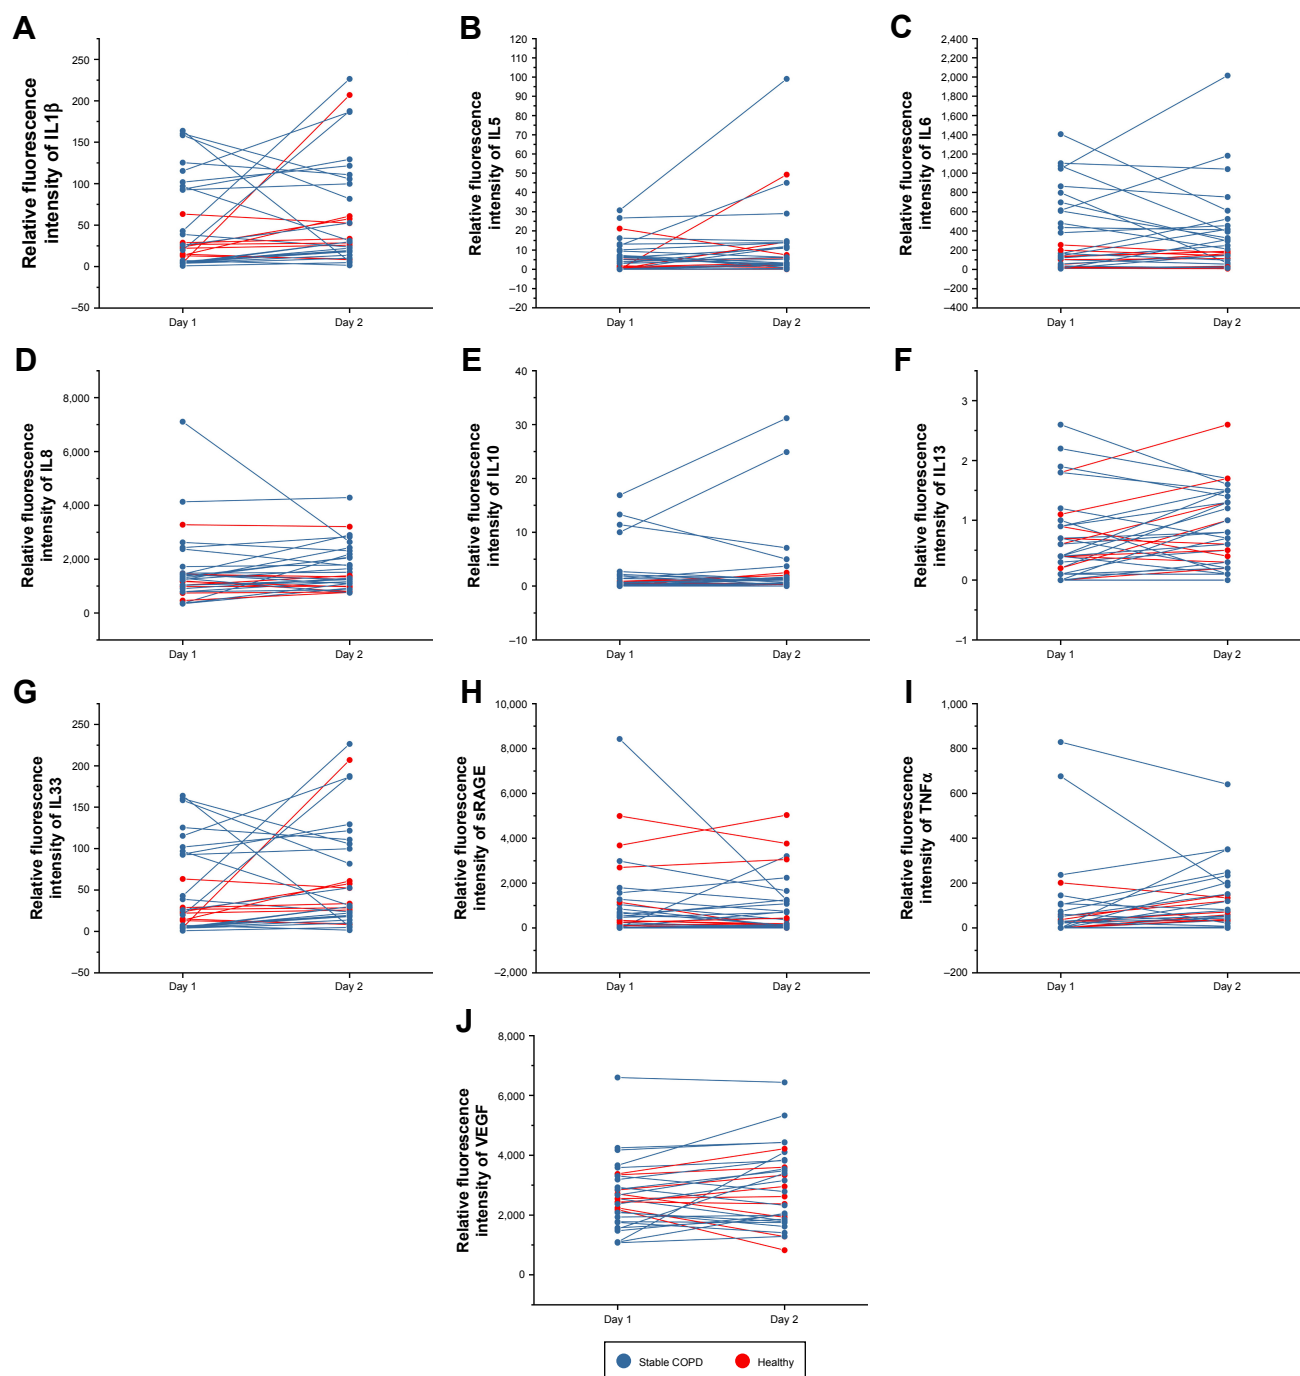 A
Relative fluorescence
intensity of IL1β
250
200
150
100
50
0
–50
Day 1
Day 2
B
Relative fluorescence
intensity of IL5
120
110
100
90
80
70
60
50
40
30
20
10
0
–10
–20
Day 1
Day 2
C
Relative fluorescence
intensity of IL6
2,400
2,200
2,000
1,800
1,600
1,400
1,200
1,000
800
600
400
200
0
–200
–400
Day 1
Day 2
D
Relative fluorescence
intensity of IL8
8,000
6,000
4,000
2,000
0
Day 1
Day 2
E
Relative fluorescence
intensity of IL10
40
30
20
10
0
–10
Day 1
Day 2
F
Relative fluorescence
intensity of IL13
3
2
1
0
–1
Day 1
Day 2
G
Relative fluorescence
intensity of IL33
250
200
150
100
50
0
–50
Day 1
Day 2
H
Relative fluorescence
intensity of sRAGE
10,000
8,000
6,000
4,000
2,000
0
–2,000
Day 1
Day 2
I
Relative fluorescence
intensity of TNFα
1,000
800
600
400
200
0
–200
Day 1
Day 2
J
Relative fluorescence
intensity of VEGF
8,000
6,000
4,000
2,000
0
Day 1
Day 2
Stable COPD
Healthy